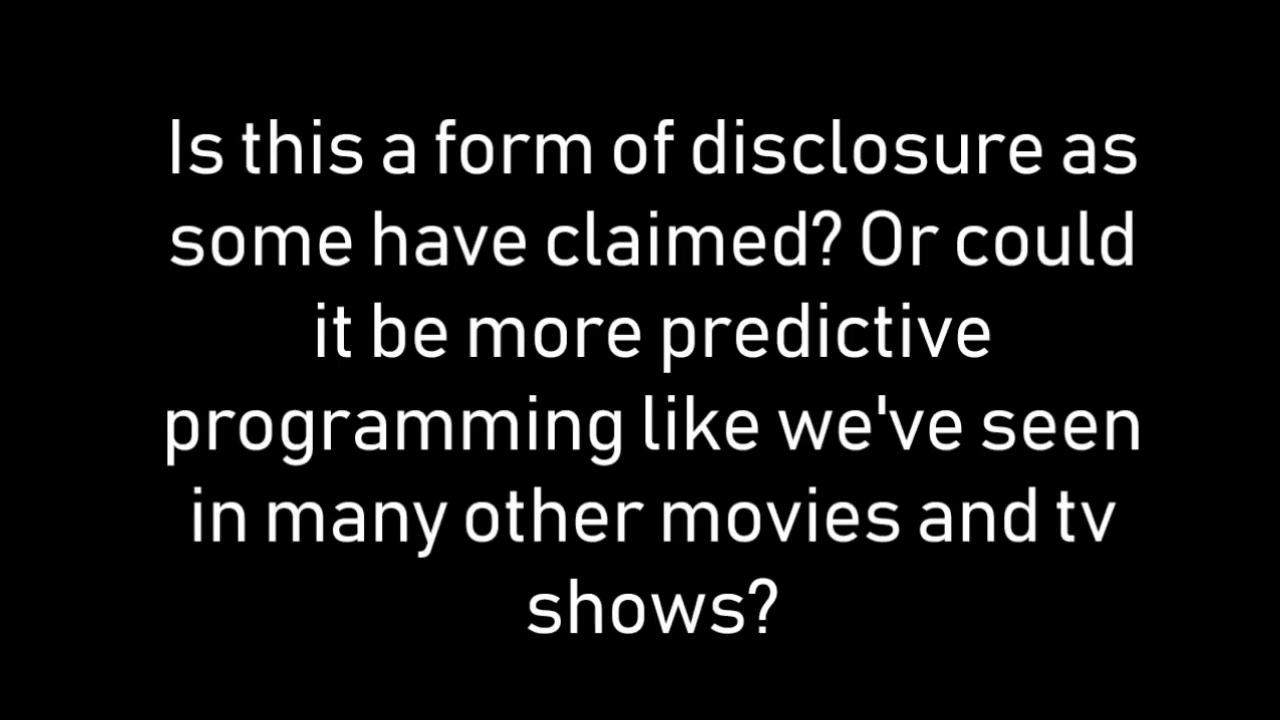 Is this a form of disclosure as
some have claimed? Or could
it be more predictive
programming like we've seen
in many other movies and tv
shows?